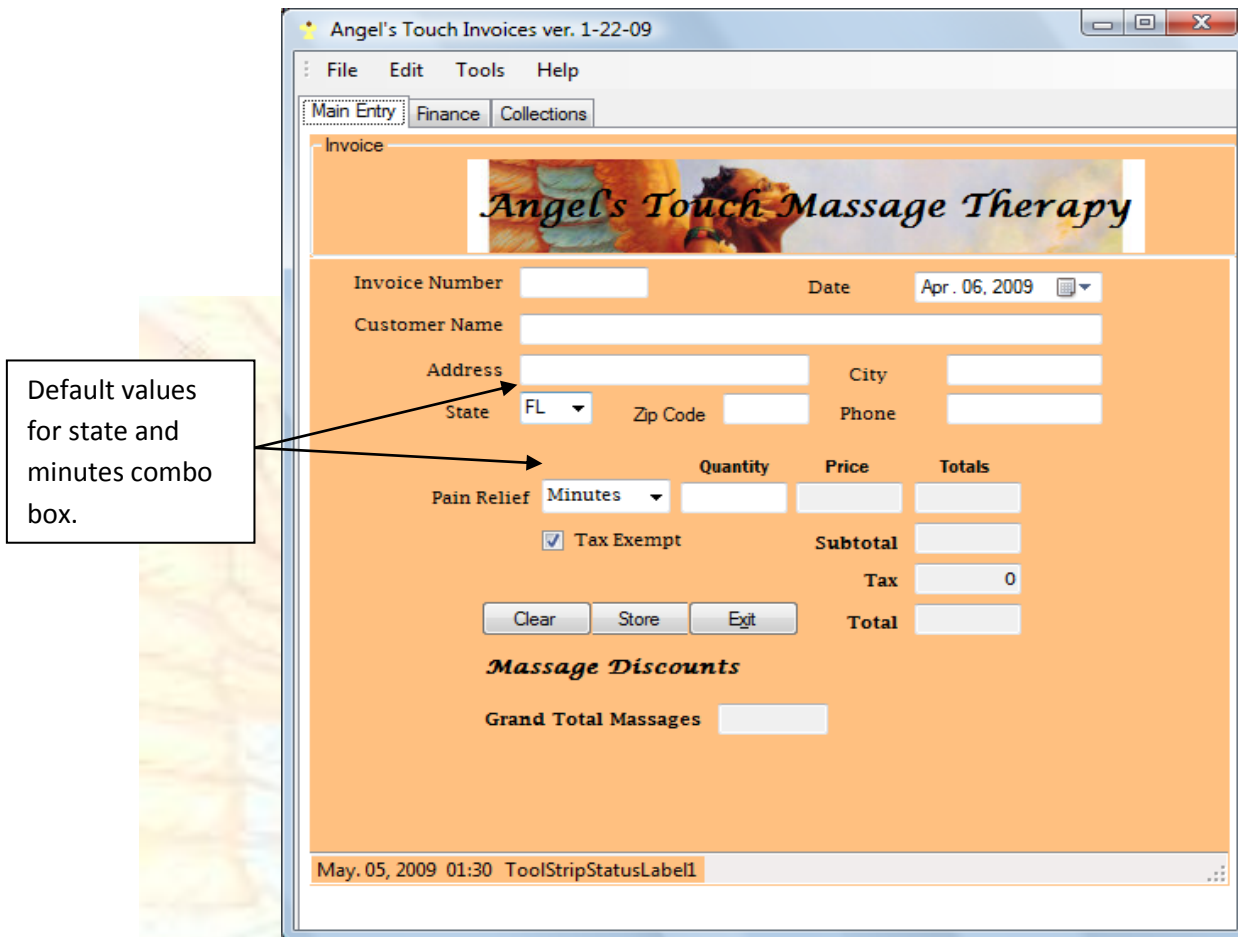 Angel's Touch Invoices ver. 1-22-09
File Edit Tools Help
Main Entry Finance Collections
Invoice
Angel's Touch Massage Therapy
Invoice Number Date Apr . 06, 2009
Customer Name
Address City
State FL Zip Code Phone
Default values
for state and
minutes combo
box.
Quantity Price Totals
Pain Relief Minutes
Tax Exempt Subtotal
Tax 0
Clear Store Exit Total
Massage Discounts
Grand Total Massages
May. 05, 2009 01:30 ToolStripStatusLabel1